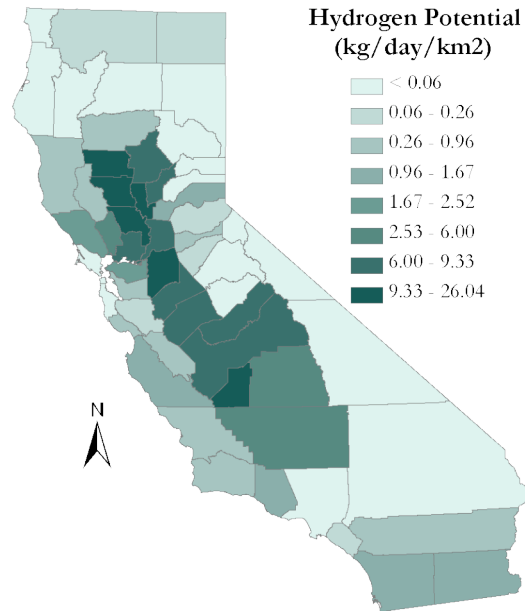 Hydrogen Potential
(kg/day/km2)
< 0.06
0.06 - 0.26
0.26 - 0.96
0.96 - 1.67
1.67 - 2.52
2.53 - 6.00
6.00 - 9.33
9.33 - 26.04
N